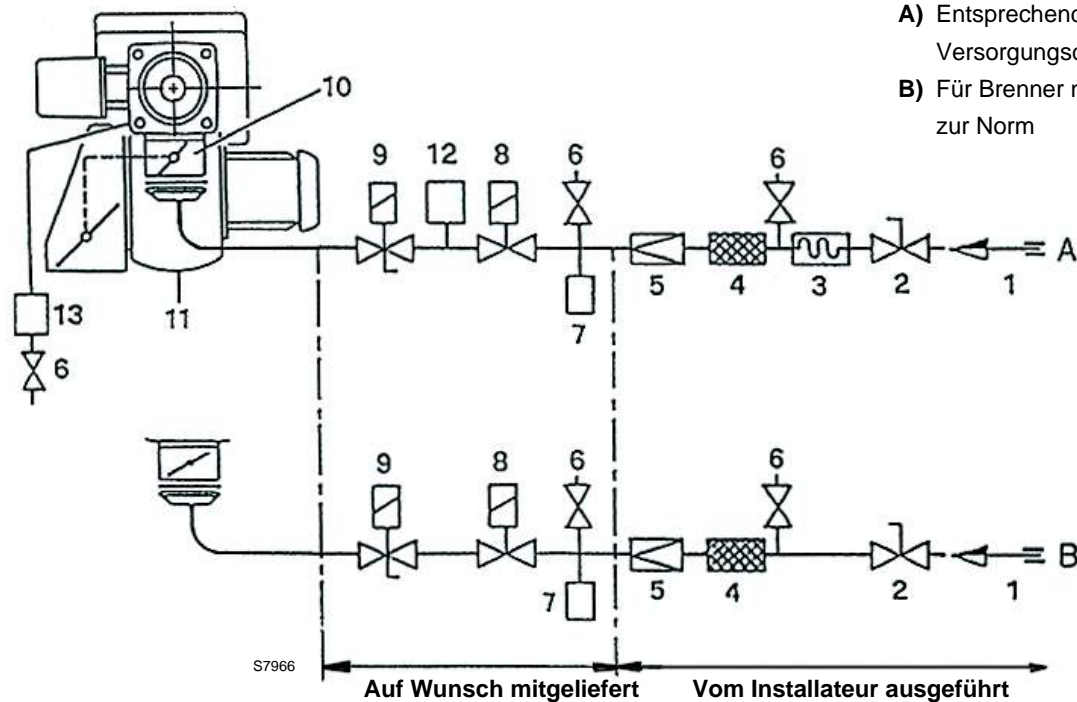 A) Entsprechend
Versorgungsd
B) Für Brenner
zur Norm
10
9 12 8 6 6
A
13 11 7 5 4 3 2 1
6
9 8 6 6
B
7 5 4 2 1
S7966
Auf Wunsch mitgeliefert Vom Installateur ausgeführt